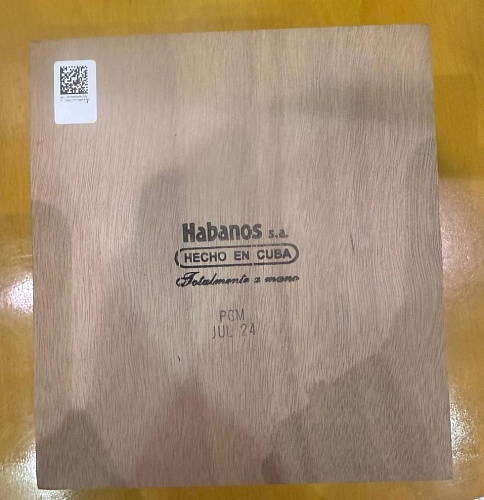 Habanos s.a.
HECHO EN CUBA
Totalmente a mano
PGM
JUL 24